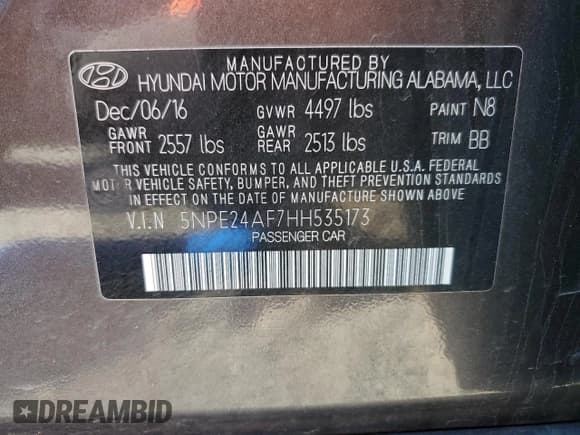 MANUFACTURED BY
HYUNDAI MOTOR MANUFACTURING ALABAMA, LLC
Dec/06/16 GVWR 4497 lbs PAINT N8
GAWR FRONT 2557 lbs GAWR REAR 2513 lbs TRIM BB
THIS VEHICLE CONFORMS TO ALL APPLICABLE U.S.A. FEDERAL
MOTOR VEHICLE SAFETY, BUMPER, AND THEFT PREVENTION STANDARDS
IN EFFECT ON THE DATE OF MANUFACTURE SHOWN ABOVE
V.I.N 5NPE24AF7HH535173
PASSENGER CAR
DREAMBID